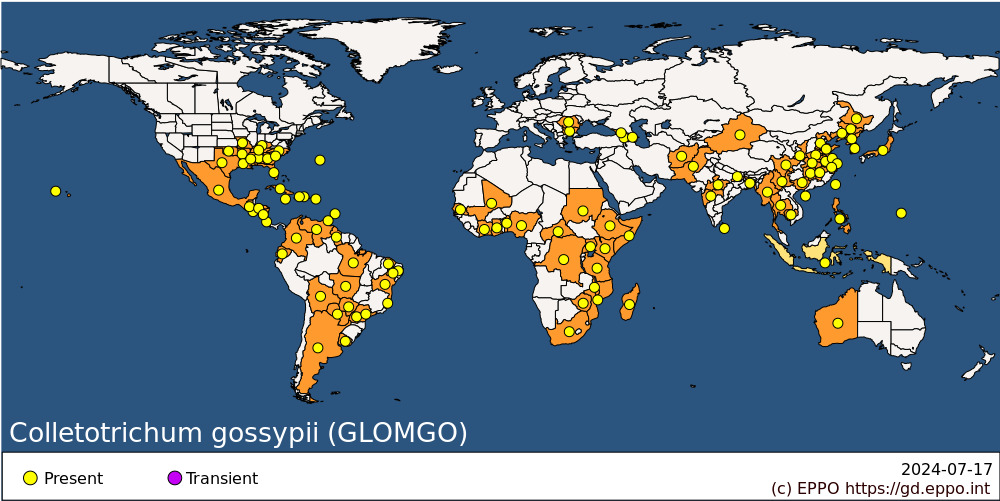 Colletotrichum gossypii (GLOMGO)
Present
Transient
2024-07-17
(c) EPPO https://gd.eppo.int